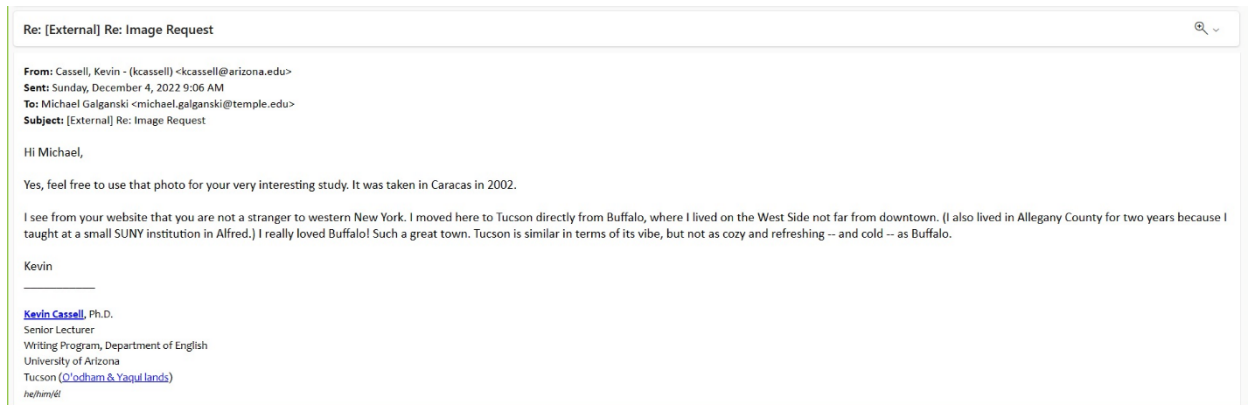 Re: [External] Re: Image Request
From: Cassell, Kevin - (kcassell) <kcassell@arizona.edu>
Sent: Sunday, December 4, 2022 9:06 AM
To: Michael Galganski <michael.galganski@temple.edu>
Subject: [External] Re: Image Request
Hi Michael,
Yes, feel free to use that photo for your very interesting study. It was taken in Caracas in 2002.
I see from your website that you are not a stranger to western New York. I moved here to Tucson directly from Buffalo, where I lived on the West Side not far from downtown. (I also lived in Allegany County for two years because I
taught at a small SUNY institution in Alfred.) I really loved Buffalo! Such a great town. Tucson is similar in terms of its vibe, but not as cozy and refreshing -- and cold -- as Buffalo.
Kevin
Kevin Cassell, Ph.D.
Senior Lecturer
Writing Program, Department of English
University of Arizona
Tucson (O'odham & Yaqui lands)
he/him/él